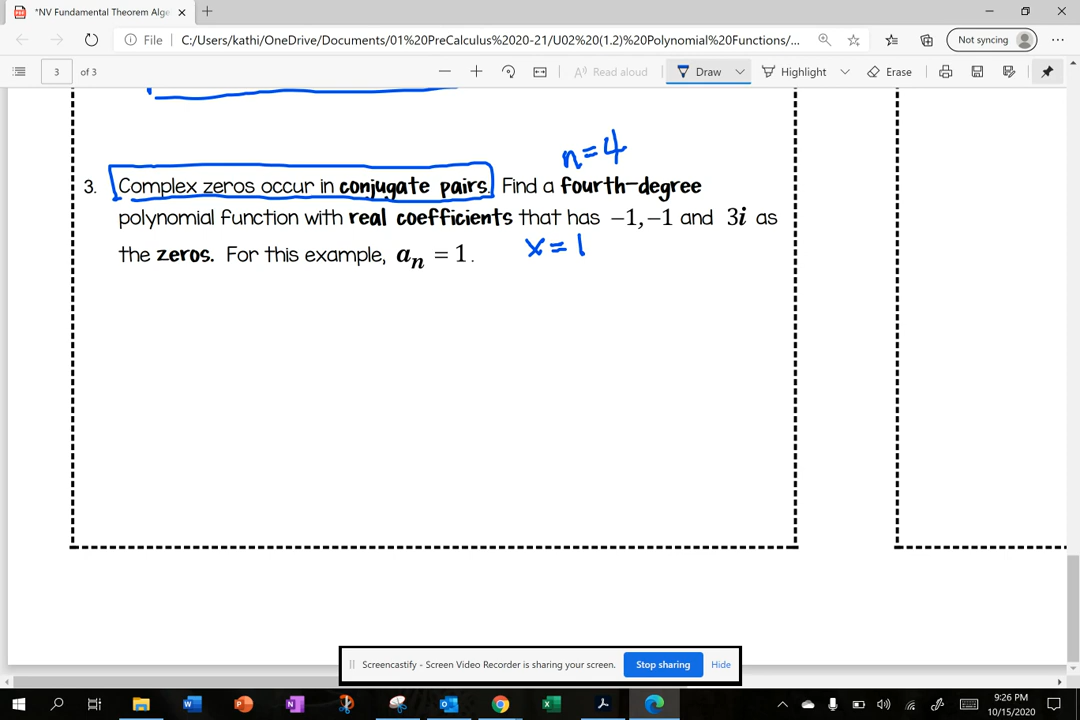 *NV Fundamental Theorem Alge
File | C:/Users/kathi/OneDrive/Documents/01%20PreCalculus%2020-21/U02%20(1.2)%20Polynomial%20Functions/...
Not syncing
3 of 3
Read aloud
Draw
Highlight
Erase
n=4
3. Complex zeros occur in conjugate pairs. Find a fourth-degree
polynomial function with real coefficients that has −1, −1 and 3i as
the zeros. For this example, aₙ = 1.
x=1
Screencastify - Screen Video Recorder is sharing your screen.
Stop sharing
Hide
9:26 PM
10/15/2020